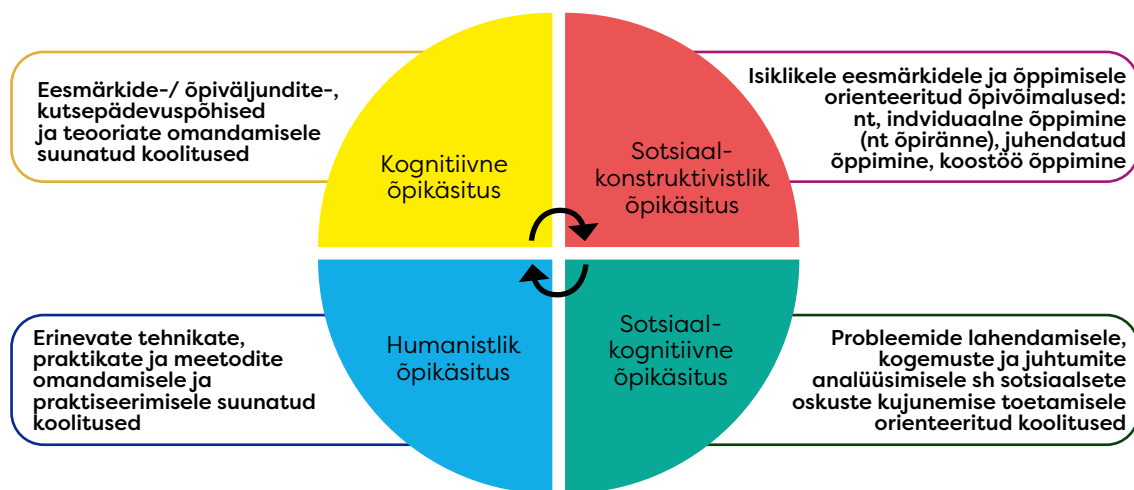 Eesmärkide-/ õpiväljundite-,
kutsepädevuspõhised
ja teooriate omandamisele
suunatud koolitused
Kognitiivne
õpikäsitus
Sotsiaal-
konstruktivistlik
õpikäsitus
Isiklikele eesmärkidele ja õppimisele
orienteeritud õpivõimalused:
nt, indviduaalne õppimine
(nt õpiränne), juhendatud
õppimine, koostöö õppimine
Erinevate tehnikate,
praktikate ja meetodite
omandamisele ja
praktiseerimisele suunatud
koolitused
Humanistlik
õpikäsitus
Sotsiaal-
kognitiivne
õpikäsitus
Probleemide lahendamisele,
kogemuste ja juhtumite
analüüsimisele sh sotsiaalsete
oskuste kujunemise toetamisele
orienteeritud koolitused